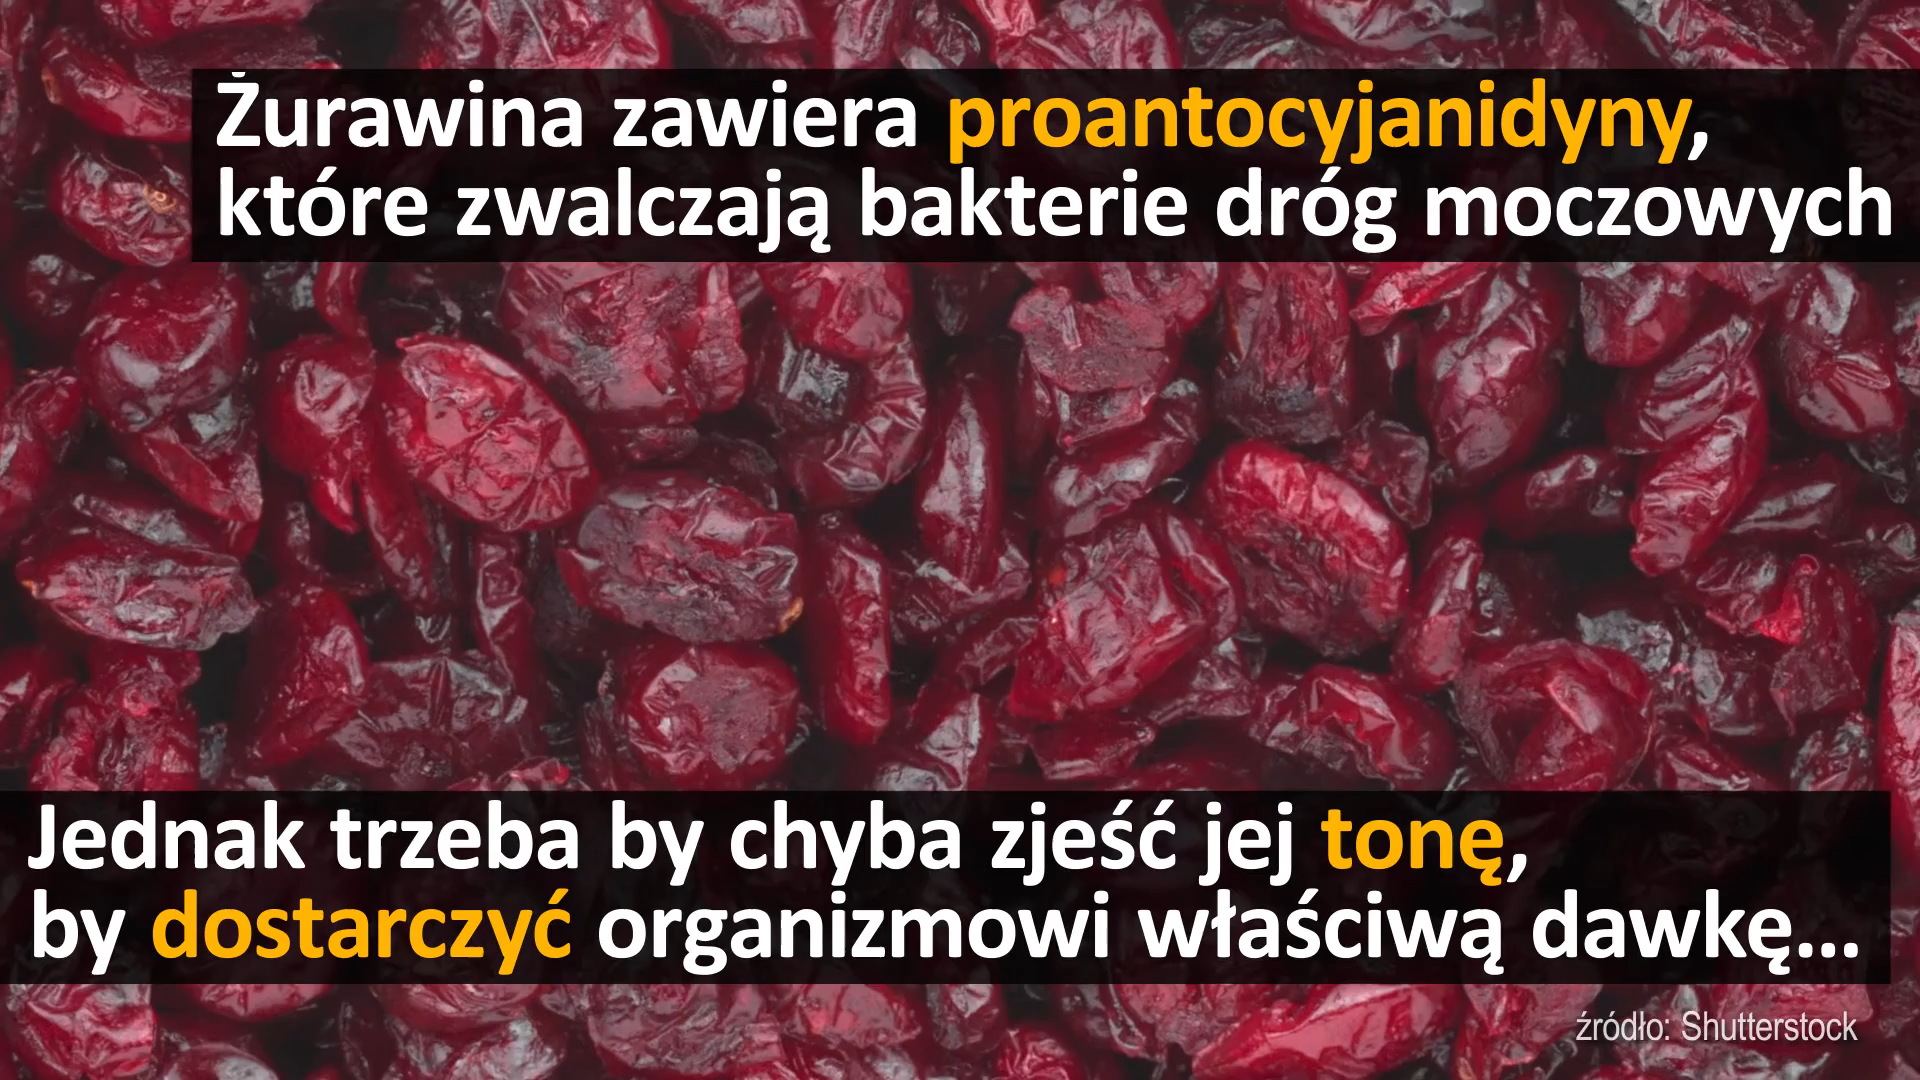 Żurawina zawiera proantocyjanidyny,
które zwalczają bakterie dróg moczowych
Jednak trzeba by chyba zjeść jej tonę,
by dostarczyć organizmowi właściwą dawkę...
źródło: Shutterstock